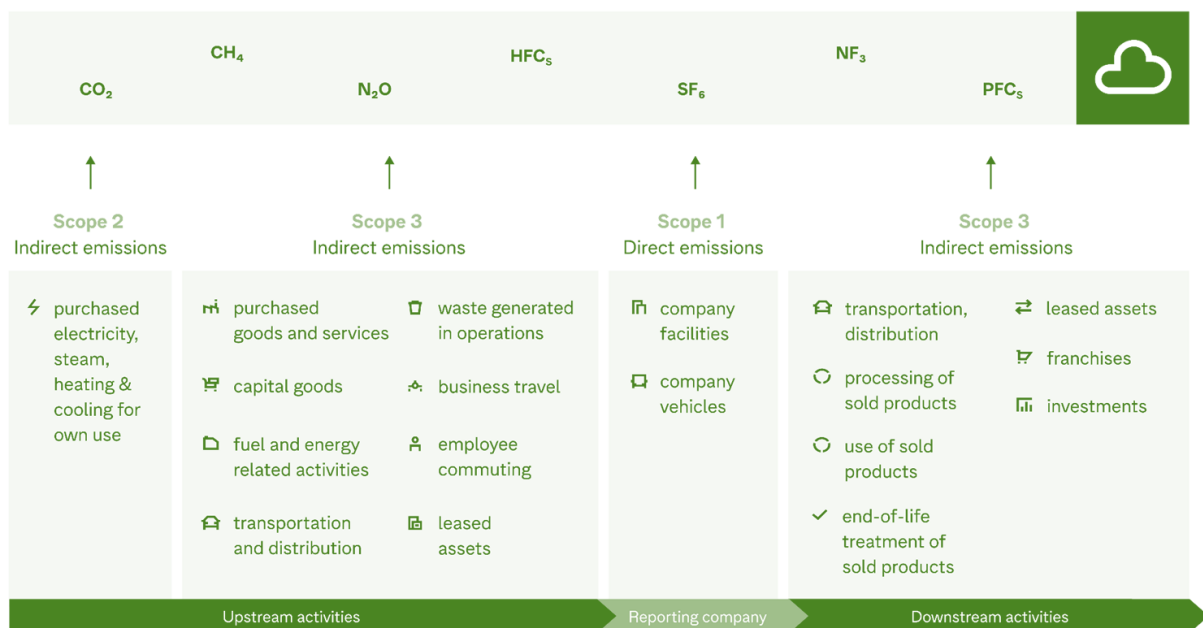 CH₄
HFCₛ
NF₃
CO₂
N₂O
SF₆
PFCₛ
Scope 2
Indirect emissions
Scope 3
Indirect emissions
Scope 1
Direct emissions
Scope 3
Indirect emissions
purchased
electricity,
steam,
heating &
cooling for
own use
purchased
goods and services
capital goods
fuel and energy
related activities
transportation
and distribution
waste generated
in operations
business travel
employee
commuting
leased
assets
company
facilities
company
vehicles
transportation,
distribution
processing of
sold products
use of sold
products
end-of-life
treatment of
sold products
leased assets
franchises
investments
Upstream activities
Reporting company
Downstream activities